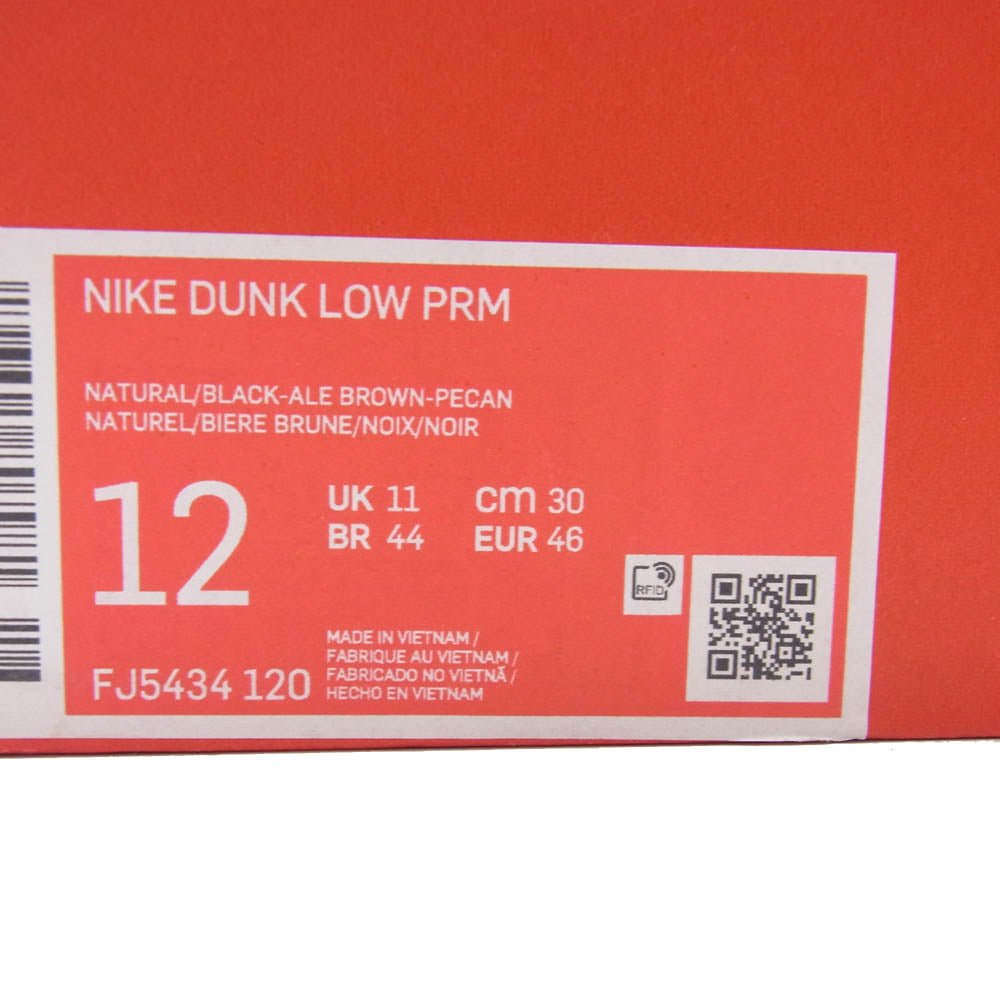 NIKE DUNK LOW PRM
NATURAL/BLACK-ALE BROWN-PECAN
NATUREL/BIERE BRUNE/NOIX/NOIR
12
UK 11 cm 30
BR 44 EUR 46
RFID
MADE IN VIETNAM /
FABRIQUE AU VIETNAM /
FABRICADO NO VIETNÃ /
HECHO EN VIETNAM
FJ5434 120